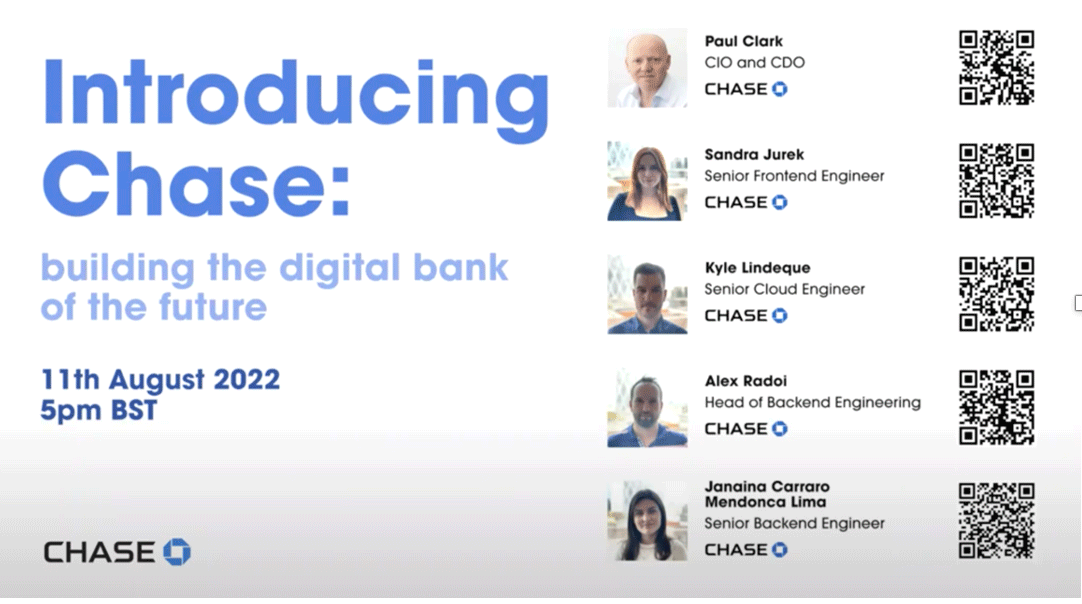 Introducing
Chase:
building the digital bank
of the future
11th August 2022
5pm BST
CHASE
Paul Clark
CIO and CDO
CHASE
Sandra Jurek
Senior Frontend Engineer
CHASE
Kyle Lindeque
Senior Cloud Engineer
CHASE
Alex Radoi
Head of Backend Engineering
CHASE
Janaina Carraro
Mendonca Lima
Senior Backend Engineer
CHASE